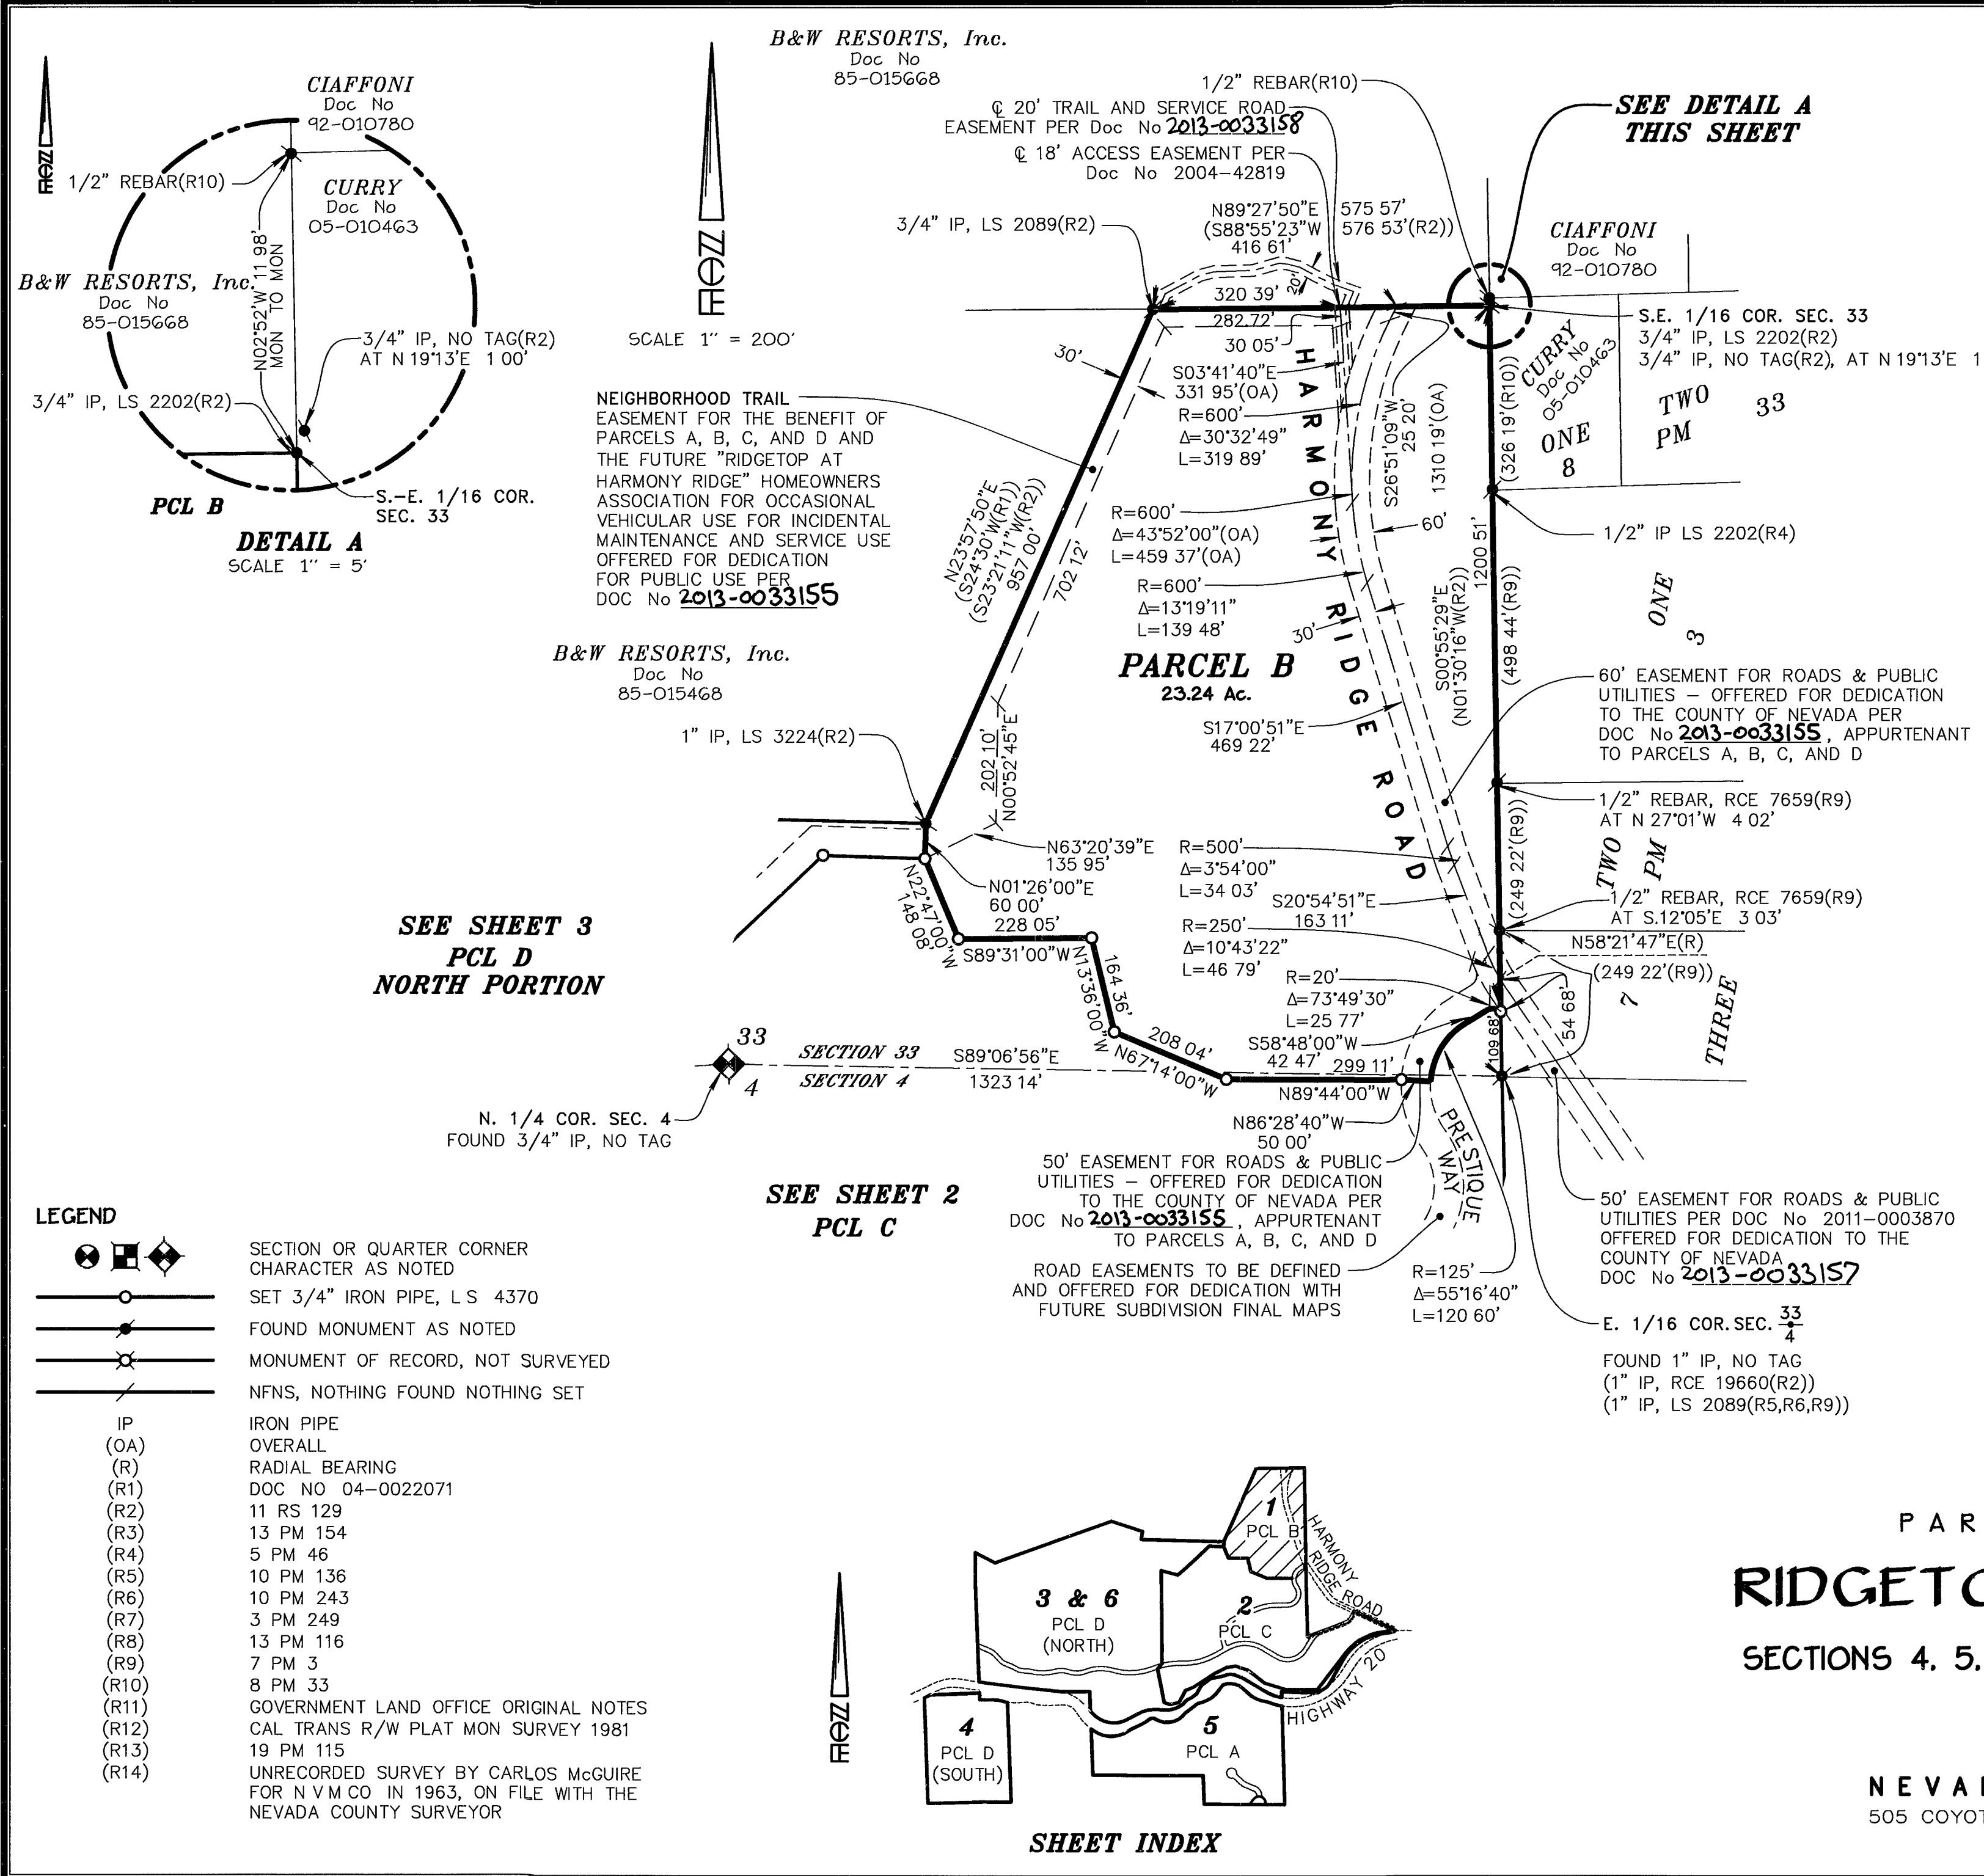 B&W RESORTS, Inc.
Doc No
85-015668
CIAFFONI
Doc No
92-010780
1/2" REBAR(R10)
CURRY
Doc No
05-010463
N02°52'W 11 98'
MON TO MON
B&W RESORTS, Inc.
Doc No
85-015668
3/4" IP, NO TAG(R2)
AT N 19°13'E 1 00'
3/4" IP, LS 2202(R2)
S.-E. 1/16 COR.
SEC. 33
PCL B
DETAIL A
SCALE 1" = 5'
SCALE 1" = 200'
1/2" REBAR(R10)
℄ 20' TRAIL AND SERVICE ROAD
EASEMENT PER Doc No 2013-0033158
℄ 18' ACCESS EASEMENT PER
Doc No 2004-42819
SEE DETAIL A
THIS SHEET
3/4" IP, LS 2089(R2)
N89°27'50"E 575 57'
(S88°55'23"W 576 53'(R2))
416 61'
20'
320 39'
282.72'
30 05'
CIAFFONI
Doc No
92-010780
S.E. 1/16 COR. SEC. 33
3/4" IP, LS 2202(R2)
3/4" IP, NO TAG(R2), AT N 19°13'E 1
CURRY
Doc No
05-010463
TWO
PM
33
ONE
8
30'
S03°41'40"E
331 95'(OA)
R=600'
Δ=30°32'49"
L=319 89'
S26°51'09"W
25 20'
1310 19'(OA)
(326 19'(R10))
NEIGHBORHOOD TRAIL
EASEMENT FOR THE BENEFIT OF
PARCELS A, B, C, AND D AND
THE FUTURE "RIDGETOP AT
HARMONY RIDGE" HOMEOWNERS
ASSOCIATION FOR OCCASIONAL
VEHICULAR USE FOR INCIDENTAL
MAINTENANCE AND SERVICE USE
OFFERED FOR DEDICATION
FOR PUBLIC USE PER
DOC No 2013-0033155
N23°57'50"E
(S24°30'W(R1))
(S23°21'11"W(R2))
957 00'
702 12'
R=600'
Δ=43°52'00"(OA)
L=459 37'(OA)
60'
1/2" IP LS 2202(R4)
R=600'
Δ=13°19'11"
L=139 48'
30'
HARMONY RIDGE ROAD
S00°55'29"E
(N01°30'16"W(R2))
1200 51'
(498 44'(R9))
ONE
3
B&W RESORTS, Inc.
Doc No
85-015468
PARCEL B
23.24 Ac.
S17°00'51"E
469 22'
60' EASEMENT FOR ROADS & PUBLIC
UTILITIES – OFFERED FOR DEDICATION
TO THE COUNTY OF NEVADA PER
DOC No 2013-0033155, APPURTENANT
TO PARCELS A, B, C, AND D
1" IP, LS 3224(R2)
202 10'
N00°52'45"E
1/2" REBAR, RCE 7659(R9)
AT N 27°01'W 4 02'
TWO
PM
(249 22'(R9))
N63°20'39"E
135 95'
R=500'
Δ=3°54'00"
L=34 03'
N01°26'00"E
60 00'
S20°54'51"E
163 11'
1/2" REBAR, RCE 7659(R9)
AT S.12°05'E 3 03'
N22°47'00"W
148 08'
228 05'
S89°31'00"W
R=250'
Δ=10°43'22"
L=46 79'
N58°21'47"E(R)
(249 22'(R9))
7
THREE
SEE SHEET 3
PCL D
NORTH PORTION
164 36'
N13°36'00"W
R=20'
Δ=73°49'30"
L=25 77'
54 68'
109 68'
S58°48'00"W
42 47'
33
4
SECTION 33
SECTION 4
S89°06'56"E
1323 14'
208 04'
N67°14'00"W
299 11'
N89°44'00"W
N. 1/4 COR. SEC. 4
FOUND 3/4" IP, NO TAG
N86°28'40"W
50 00'
PRESTIQUE
WAY
50' EASEMENT FOR ROADS & PUBLIC
UTILITIES – OFFERED FOR DEDICATION
TO THE COUNTY OF NEVADA PER
DOC No 2013-0033155, APPURTENANT
TO PARCELS A, B, C, AND D
SEE SHEET 2
PCL C
50' EASEMENT FOR ROADS & PUBLIC
UTILITIES PER DOC No 2011-0003870
OFFERED FOR DEDICATION TO THE
COUNTY OF NEVADA
DOC No 2013-0033157
ROAD EASEMENTS TO BE DEFINED
AND OFFERED FOR DEDICATION WITH
FUTURE SUBDIVISION FINAL MAPS
R=125'
Δ=55°16'40"
L=120 60'
E. 1/16 COR. SEC. 33
4
FOUND 1" IP, NO TAG
(1" IP, RCE 19660(R2))
(1" IP, LS 2089(R5,R6,R9))
LEGEND
SECTION OR QUARTER CORNER
CHARACTER AS NOTED
SET 3/4" IRON PIPE, L S 4370
FOUND MONUMENT AS NOTED
MONUMENT OF RECORD, NOT SURVEYED
NFNS, NOTHING FOUND NOTHING SET
IP IRON PIPE
(OA) OVERALL
(R) RADIAL BEARING
(R1) DOC NO 04-0022071
(R2) 11 RS 129
(R3) 13 PM 154
(R4) 5 PM 46
(R5) 10 PM 136
(R6) 10 PM 243
(R7) 3 PM 249
(R8) 13 PM 116
(R9) 7 PM 3
(R10) 8 PM 33
(R11) GOVERNMENT LAND OFFICE ORIGINAL NOTES
(R12) CAL TRANS R/W PLAT MON SURVEY 1981
(R13) 19 PM 115
(R14) UNRECORDED SURVEY BY CARLOS McGUIRE
FOR N V M CO IN 1963, ON FILE WITH THE
NEVADA COUNTY SURVEYOR
1
PCL B
HARMONY
RIDGE ROAD
3 & 6
PCL D
(NORTH)
2
PCL C
HIGHWAY 20
4
PCL D
(SOUTH)
5
PCL A
SHEET INDEX
PAR
RIDGETO
SECTIONS 4, 5,
NEVA
505 COYOT